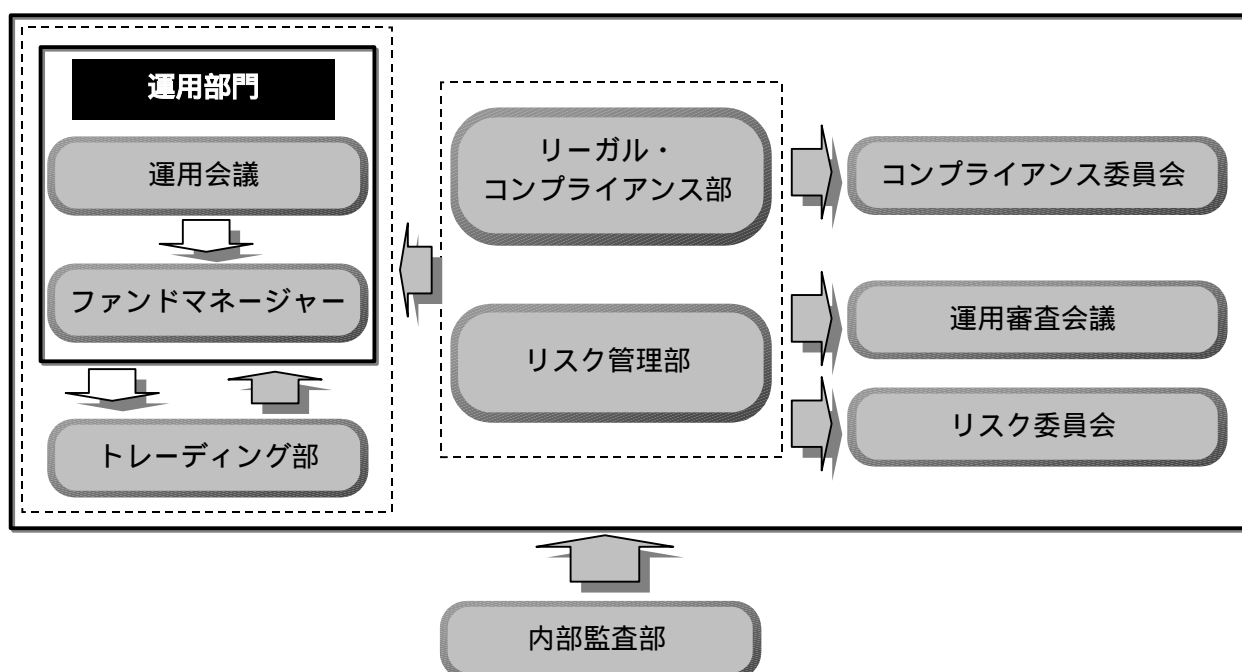 運用部門
運用会議
ファンドマネージャー
トレーディング部
リーガル・
コンプライアンス部
リスク管理部
コンプライアンス委員会
運用審査会議
リスク委員会
内部監査部